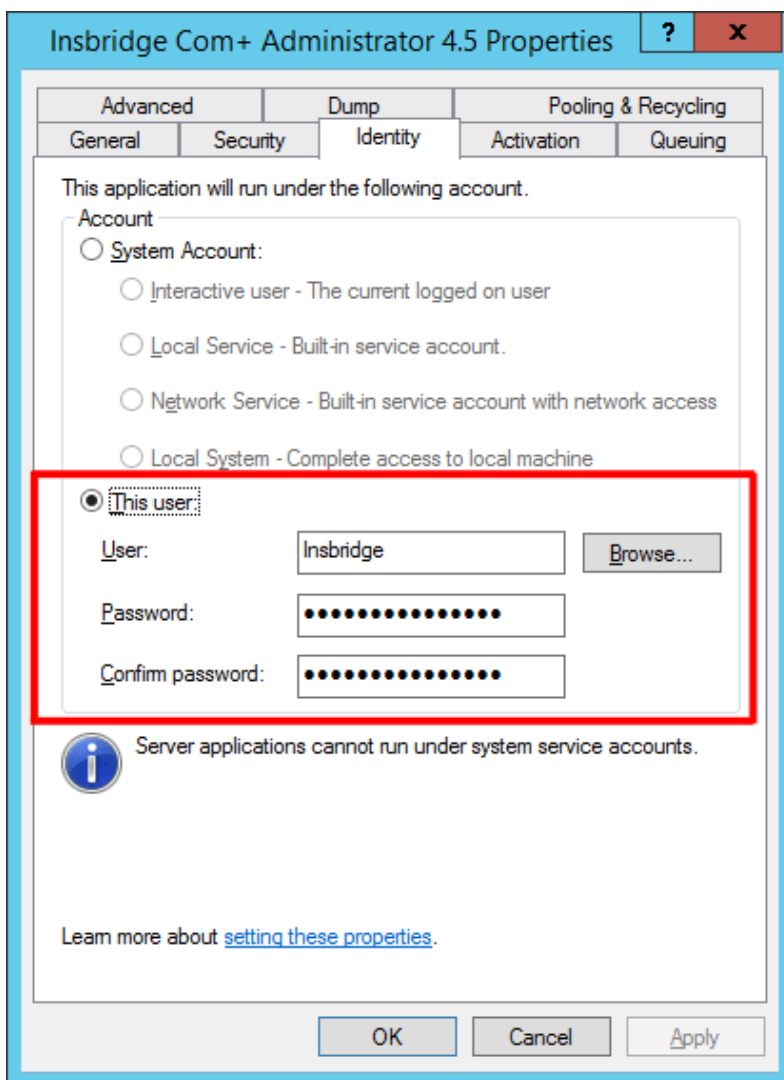 Insbridge Com+ Administrator 4.5 Properties ? x
Advanced Dump Pooling & Recycling
General Security Identity Activation Queuing
This application will run under the following account.
Account
System Account:
Interactive user - The current logged on user
Local Service - Built-in service account.
Network Service - Built-in service account with network access
Local System - Complete access to local machine
This user:
User: Insbridge Browse...
Password: •••••••••••••••
Confirm password: •••••••••••••••
i Server applications cannot run under system service accounts.
Learn more about setting these properties.
OK Cancel Apply